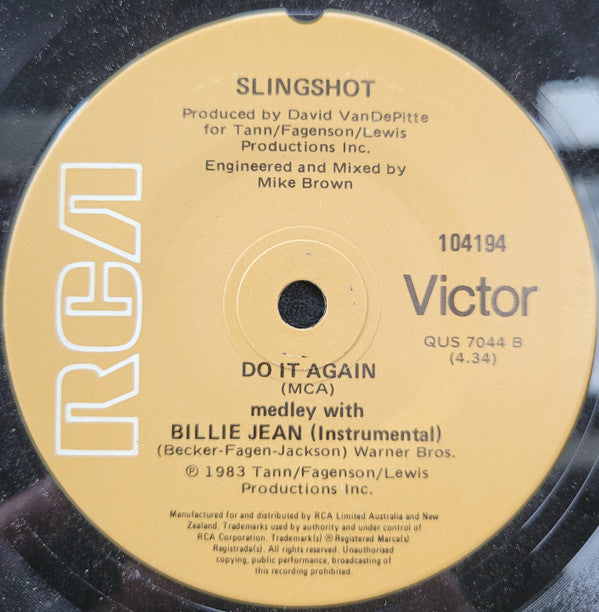 SLINGSHOT
Produced by David VanDePitte
for Tann/Fagenson/Lewis
Productions Inc.
Engineered and Mixed by
Mike Brown
RCA
104194
Victor
QUS 7044 B
(4.34)
DO IT AGAIN
(MCA)
medley with
BILLIE JEAN (Instrumental)
(Becker-Fagen-Jackson) Warner Bros.
℗ 1983 Tann/Fagenson/Lewis
Productions Inc.
Manufactured for and distributed by RCA Limited Australia and New
Zealand. Trademarks used by authority and under control of
RCA Corporation. Trademark(s) ® Registered Marca(s)
Registrada(s). All rights reserved. Unauthorised
copying, public performance, broadcasting of
this recording prohibited.